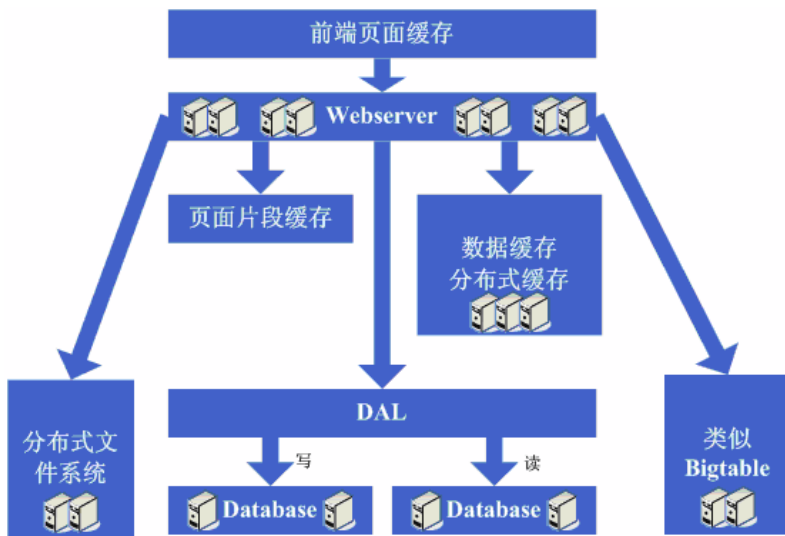 前端页面缓存
Webserver
页面片段缓存
数据缓存
分布式缓存
DAL
写
读
分布式文
件系统
Database
Database
类似
Bigtable